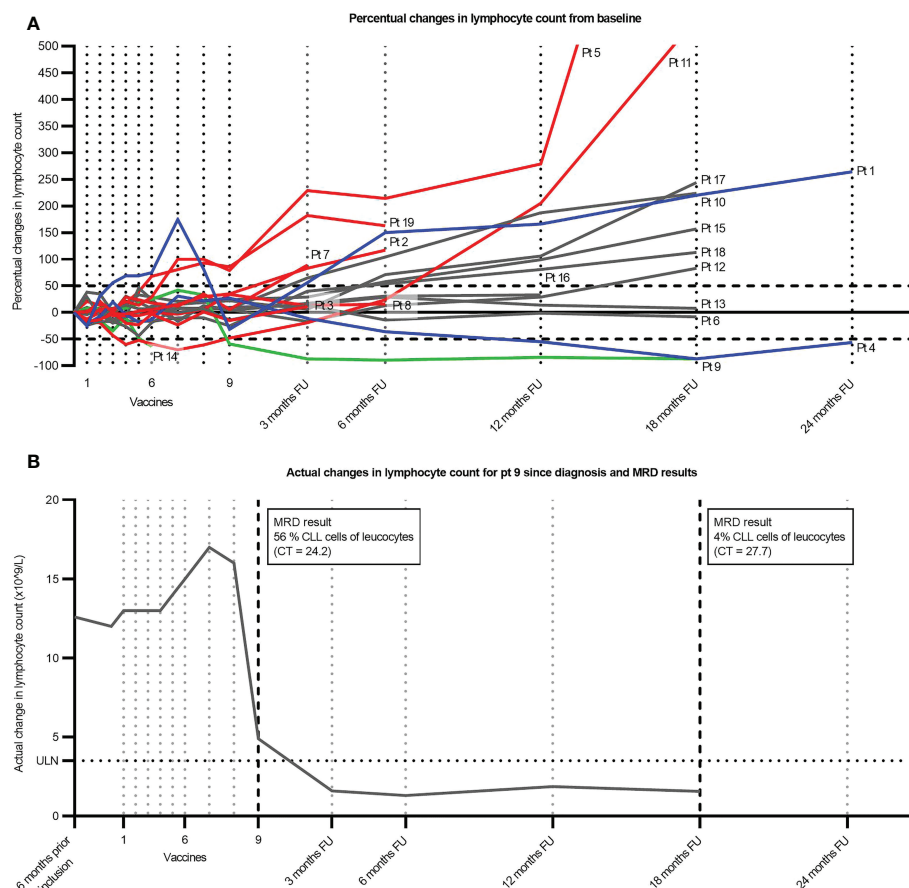 A
Percentual changes in lymphocyte count from baseline
Percentual changes in lymphocyte count
500
450
400
350
300
250
200
150
100
50
0
-50
-100
Pt 5
Pt 11
Pt 17
Pt 10
Pt 1
Pt 19
Pt 2
Pt 15
Pt 7
Pt 18
Pt 16
Pt 12
Pt 3
Pt 8
Pt 13
Pt 6
Pt 14
Pt 9
Pt 4
1
6
9
Vaccines
3 months FU
6 months FU
12 months FU
18 months FU
24 months FU
B
Actual changes in lymphocyte count for pt 9 since diagnosis and MRD results
Actual change in lymphocyte count (x10^9/L)
20
15
10
5
ULN
0
MRD result
56 % CLL cells of leucocytes
(CT = 24.2)
MRD result
4% CLL cells of leucocytes
(CT = 27.7)
6 months prior
inclusion
1
6
9
Vaccines
3 months FU
6 months FU
12 months FU
18 months FU
24 months FU